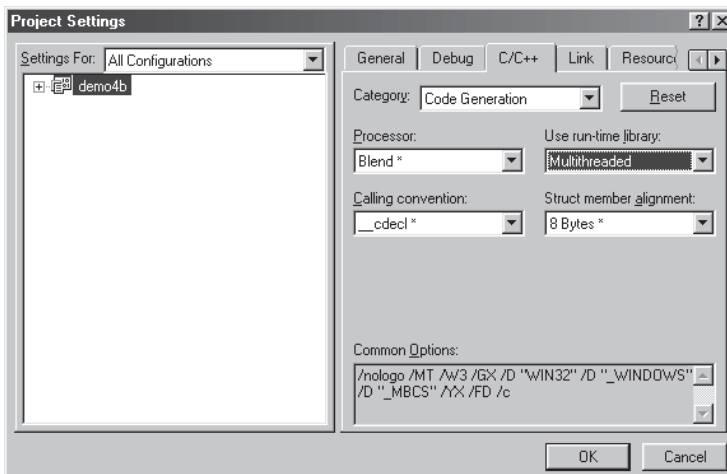 Project Settings
Settings For: All Configurations
demo4b
General Debug C/C++ Link Resourc
Category: Code Generation Reset
Processor: Use run-time library:
Blend * Multithreaded
Calling convention: Struct member alignment:
__cdecl * 8 Bytes *
Common Options:
/nologo /MT /W3 /GX /D "WIN32" /D "_WINDOWS"
/D "_MBCS" /YX /FD /c
OK Cancel